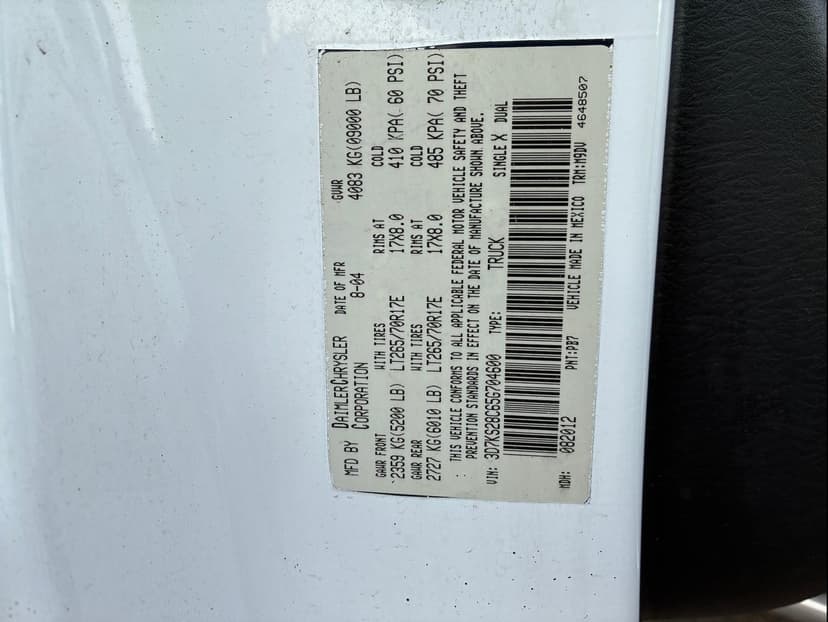 MFD BY DAIMLERCHRYSLER CORPORATION DATE OF MFR 8-04 GVWR 4083 KG(09000 LB)
GAWR FRONT WITH TIRES RIMS AT COLD
2359 KG(5200 LB) LT265/70R17E 17X8.0 410 KPA( 60 PSI)
GAWR REAR WITH TIRES RIMS AT COLD
2727 KG(6010 LB) LT265/70R17E 17X8.0 485 KPA( 70 PSI)
: THIS VEHICLE CONFORMS TO ALL APPLICABLE FEDERAL MOTOR VEHICLE SAFETY AND THEFT
PREVENTION STANDARDS IN EFFECT ON THE DATE OF MANUFACTURE SHOWN ABOVE.
VIN: 3D7KS28C65G704600 TYPE: TRUCK SINGLE X DUAL
MDH: 082012 PNT:PB7 VEHICLE MADE IN MEXICO TRM:M9DV 4648507